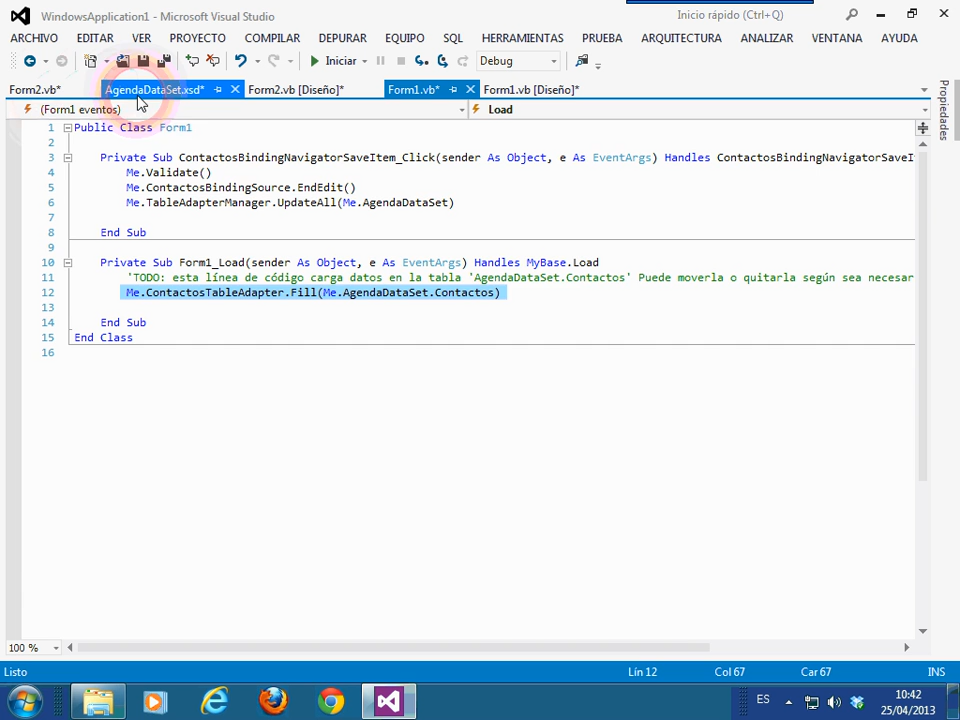 WindowsApplication1 - Microsoft Visual Studio
Inicio rápido (Ctrl+Q)
ARCHIVO EDITAR VER PROYECTO COMPILAR DEPURAR EQUIPO SQL HERRAMIENTAS PRUEBA ARQUITECTURA ANALIZAR VENTANA AYUDA
Iniciar Debug
Form2.vb* AgendaDataSet.xsd* Form2.vb [Diseño]* Form1.vb* Form1.vb [Diseño]*
(Form1 eventos) Load
Propiedades
1 Public Class Form1
2
3 Private Sub ContactosBindingNavigatorSaveItem_Click(sender As Object, e As EventArgs) Handles ContactosBindingNavigatorSaveI
4 Me.Validate()
5 Me.ContactosBindingSource.EndEdit()
6 Me.TableAdapterManager.UpdateAll(Me.AgendaDataSet)
7
8 End Sub
9
10 Private Sub Form1_Load(sender As Object, e As EventArgs) Handles MyBase.Load
11 'TODO: esta línea de código carga datos en la tabla 'AgendaDataSet.Contactos' Puede moverla o quitarla según sea necesar
12 Me.ContactosTableAdapter.Fill(Me.AgendaDataSet.Contactos)
13
14 End Sub
15 End Class
16
100 %
Listo Lín 12 Col 67 Car 67 INS
ES 10:42
25/04/2013